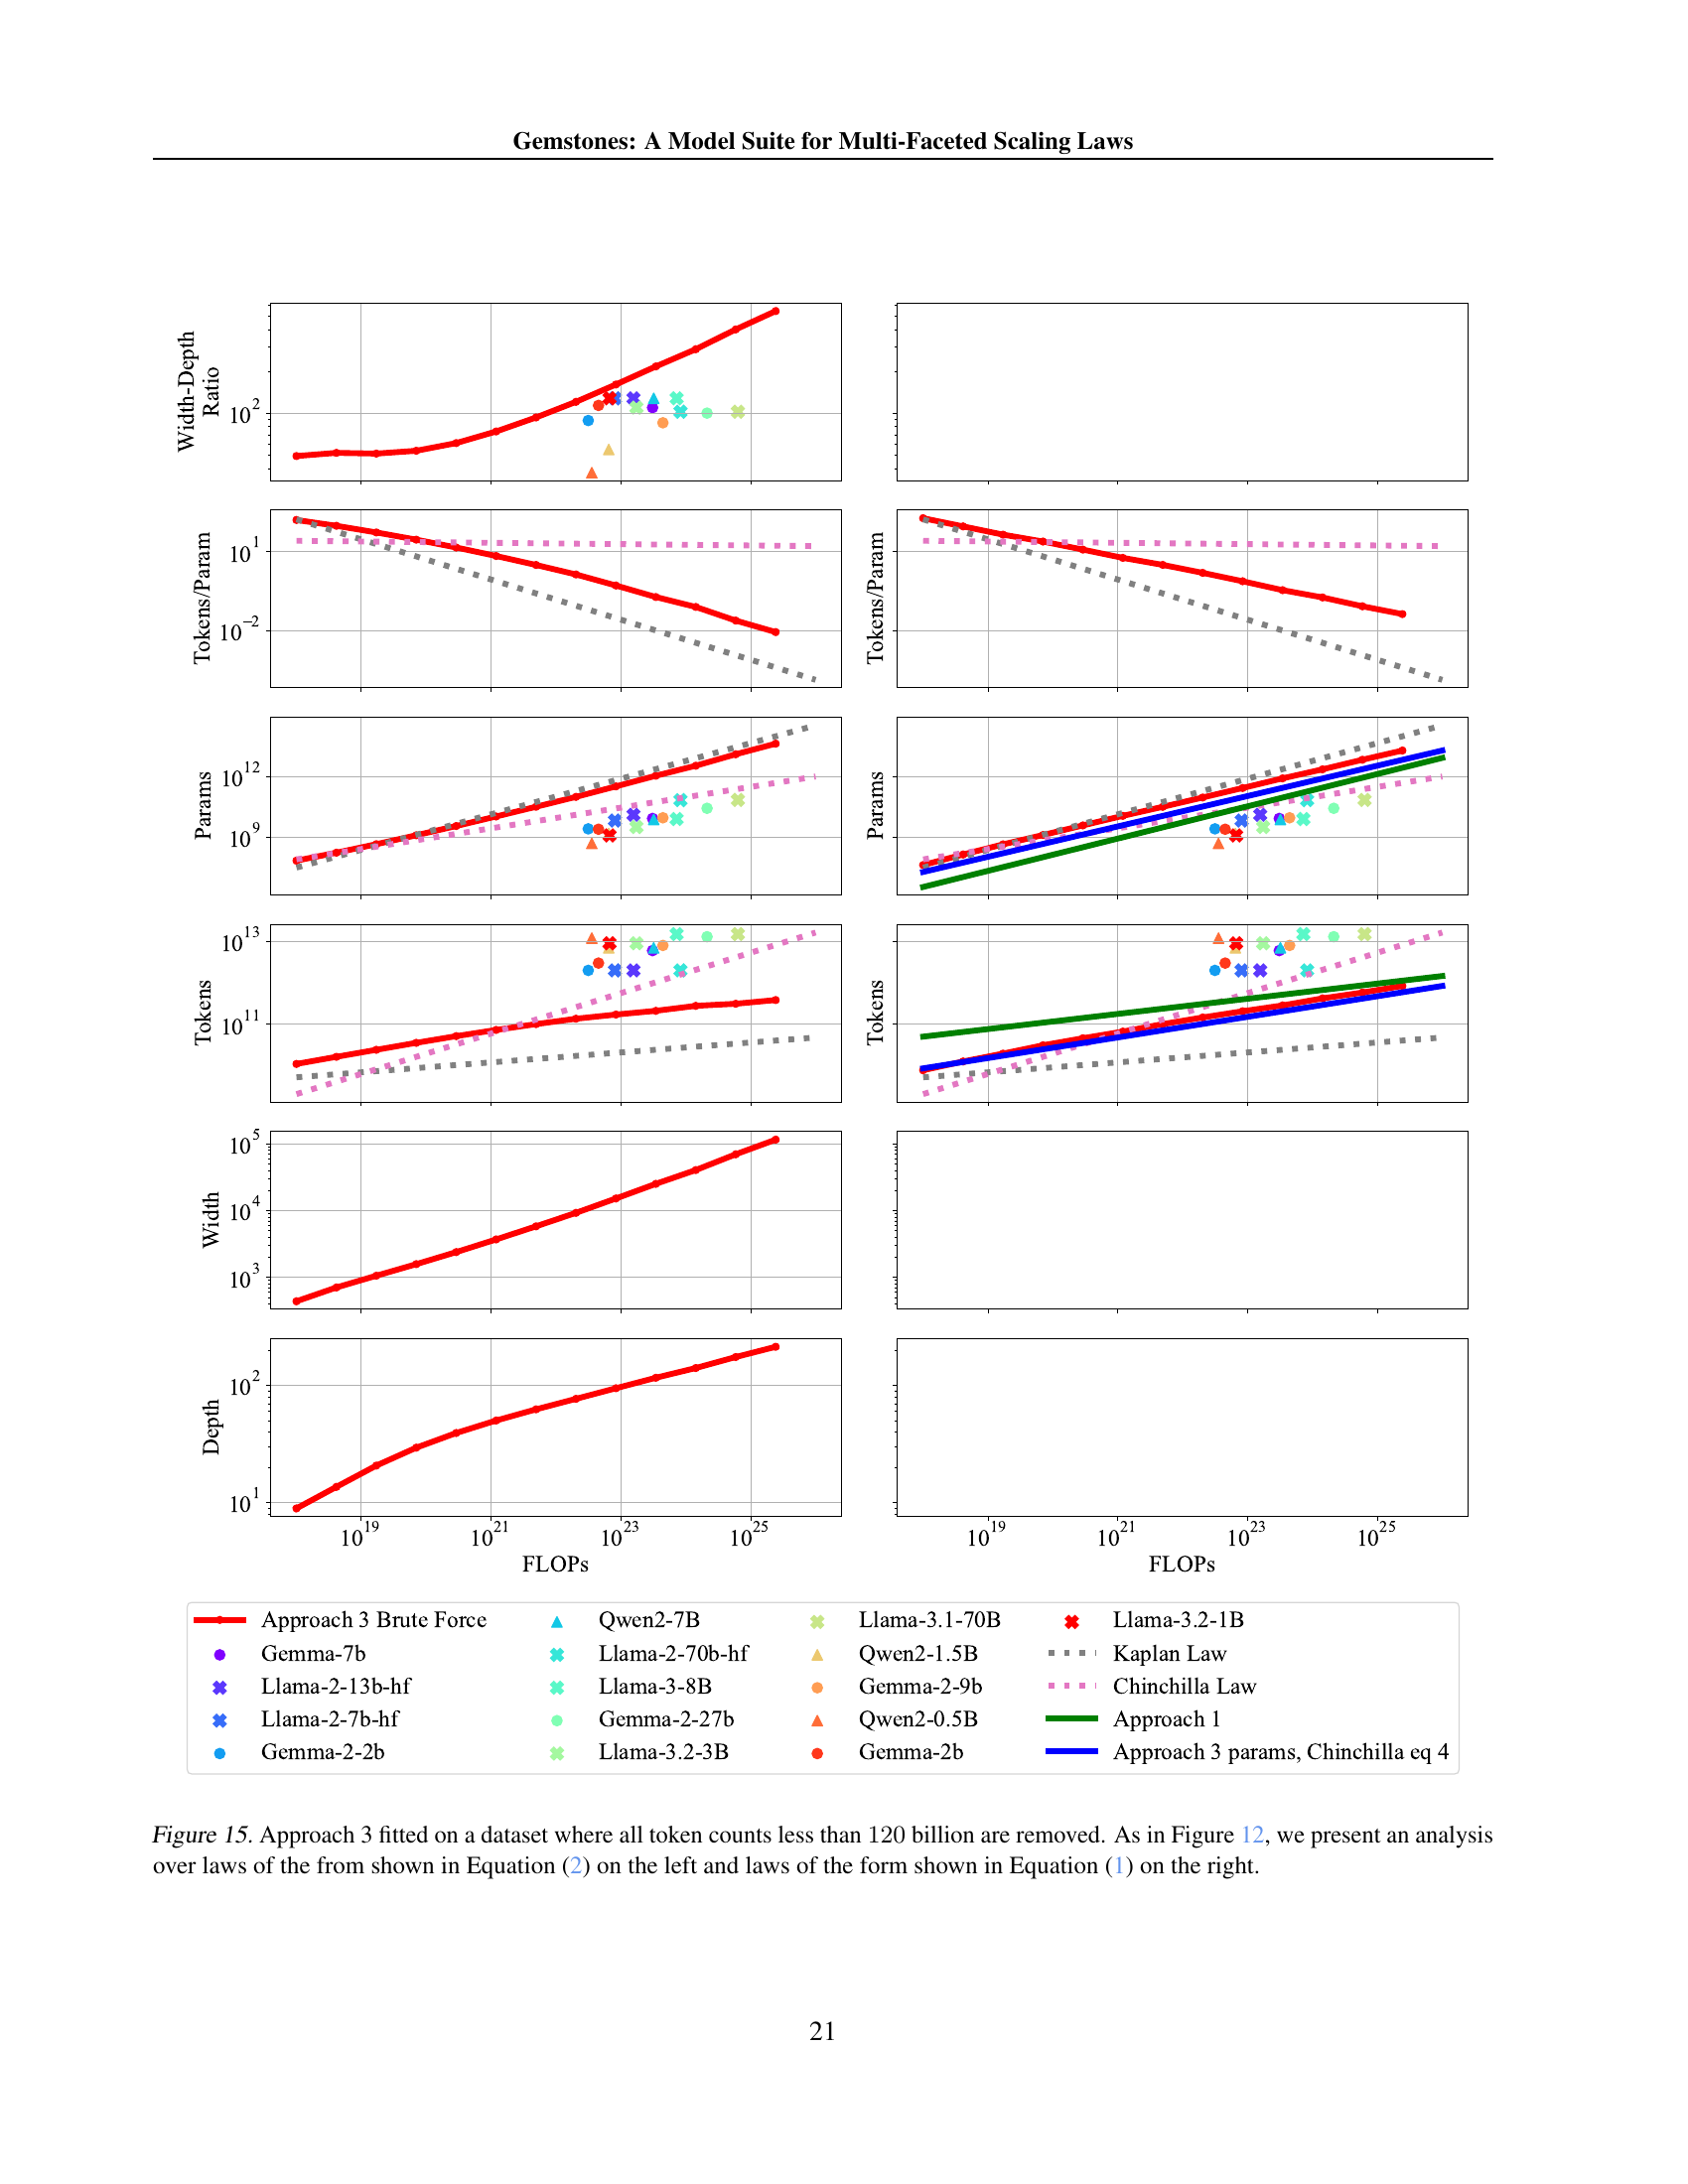 Gemstones: A Model Suite for Multi-Faceted Scaling Laws
Width-Depth
Ratio
10^2
Tokens/Param
10^1
10^−2
Tokens/Param
Params
10^12
10^9
Params
Tokens
10^13
10^11
Tokens
Width
10^5
10^4
10^3
Depth
10^2
10^1
10^19 10^21 10^23 10^25
FLOPs
10^19 10^21 10^23 10^25
FLOPs
Approach 3 Brute Force
Gemma-7b
Llama-2-13b-hf
Llama-2-7b-hf
Gemma-2-2b
Qwen2-7B
Llama-2-70b-hf
Llama-3-8B
Gemma-2-27b
Llama-3.2-3B
Llama-3.1-70B
Qwen2-1.5B
Gemma-2-9b
Qwen2-0.5B
Gemma-2b
Llama-3.2-1B
Kaplan Law
Chinchilla Law
Approach 1
Approach 3 params, Chinchilla eq 4
Figure 15. Approach 3 fitted on a dataset where all token counts less than 120 billion are removed. As in Figure 12, we present an analysis
over laws of the from shown in Equation (2) on the left and laws of the form shown in Equation (1) on the right.
21